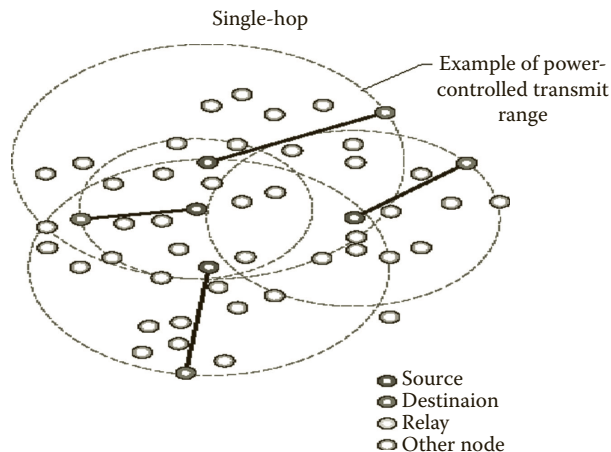 Single-hop
Example of power-
controlled transmit
range
Source
Destinaion
Relay
Other node